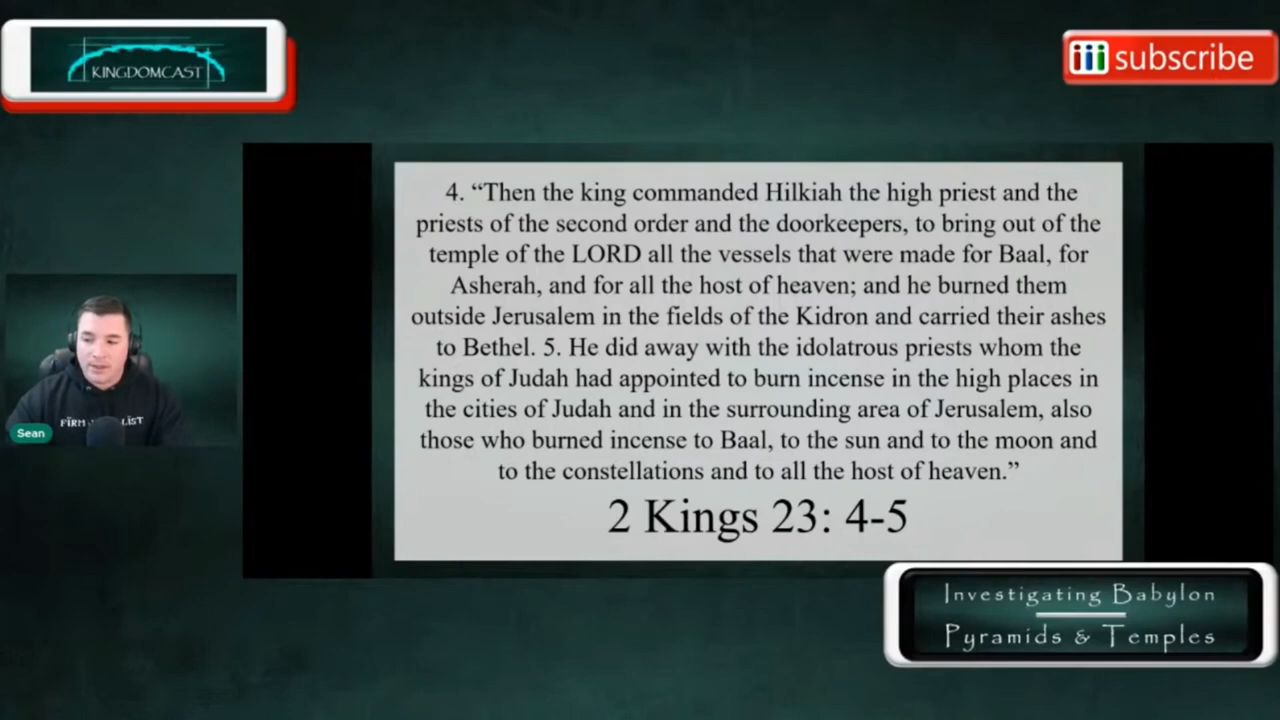 KINGDOMCAST
subscribe
4. “Then the king commanded Hilkiah the high priest and the
priests of the second order and the doorkeepers, to bring out of the
temple of the LORD all the vessels that were made for Baal, for
Asherah, and for all the host of heaven; and he burned them
outside Jerusalem in the fields of the Kidron and carried their ashes
to Bethel. 5. He did away with the idolatrous priests whom the
kings of Judah had appointed to burn incense in the high places in
the cities of Judah and in the surrounding area of Jerusalem, also
those who burned incense to Baal, to the sun and to the moon and
to the constellations and to all the host of heaven.”
2 Kings 23: 4-5
Sean
Investigating Babylon
Pyramids & Temples